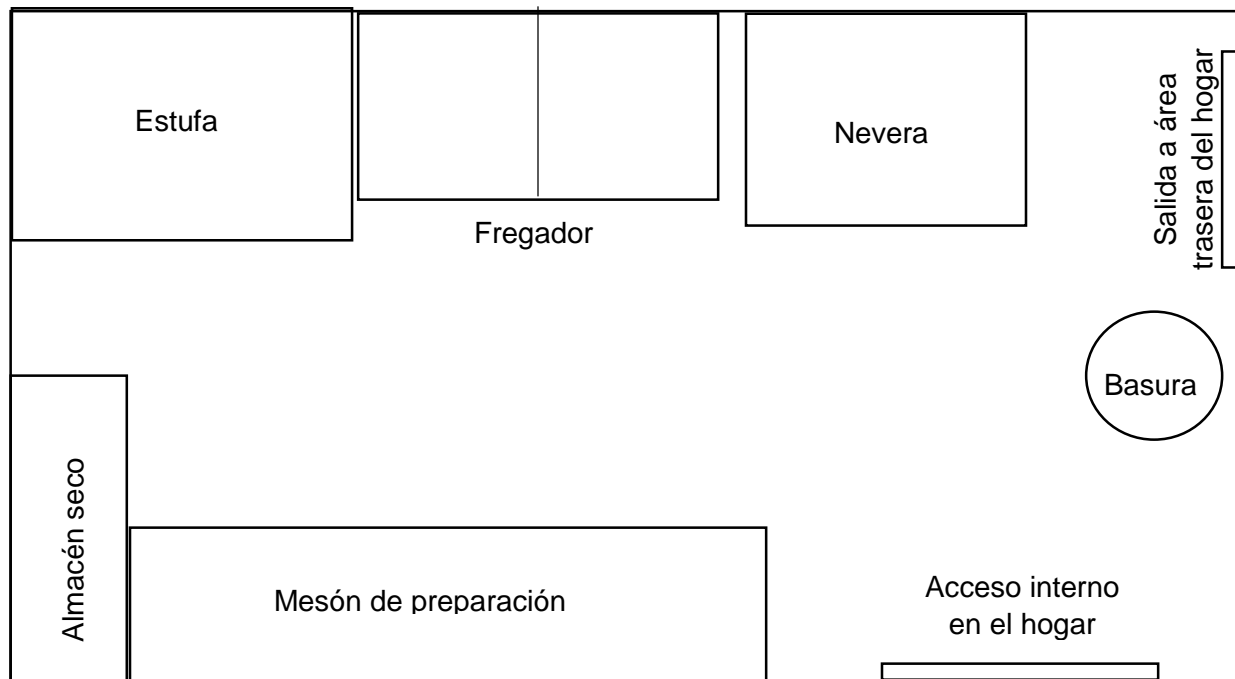 Estufa
Fregador
Nevera
Salida a área
trasera del hogar
Basura
Almacén seco
Mesón de preparación
Acceso interno
en el hogar